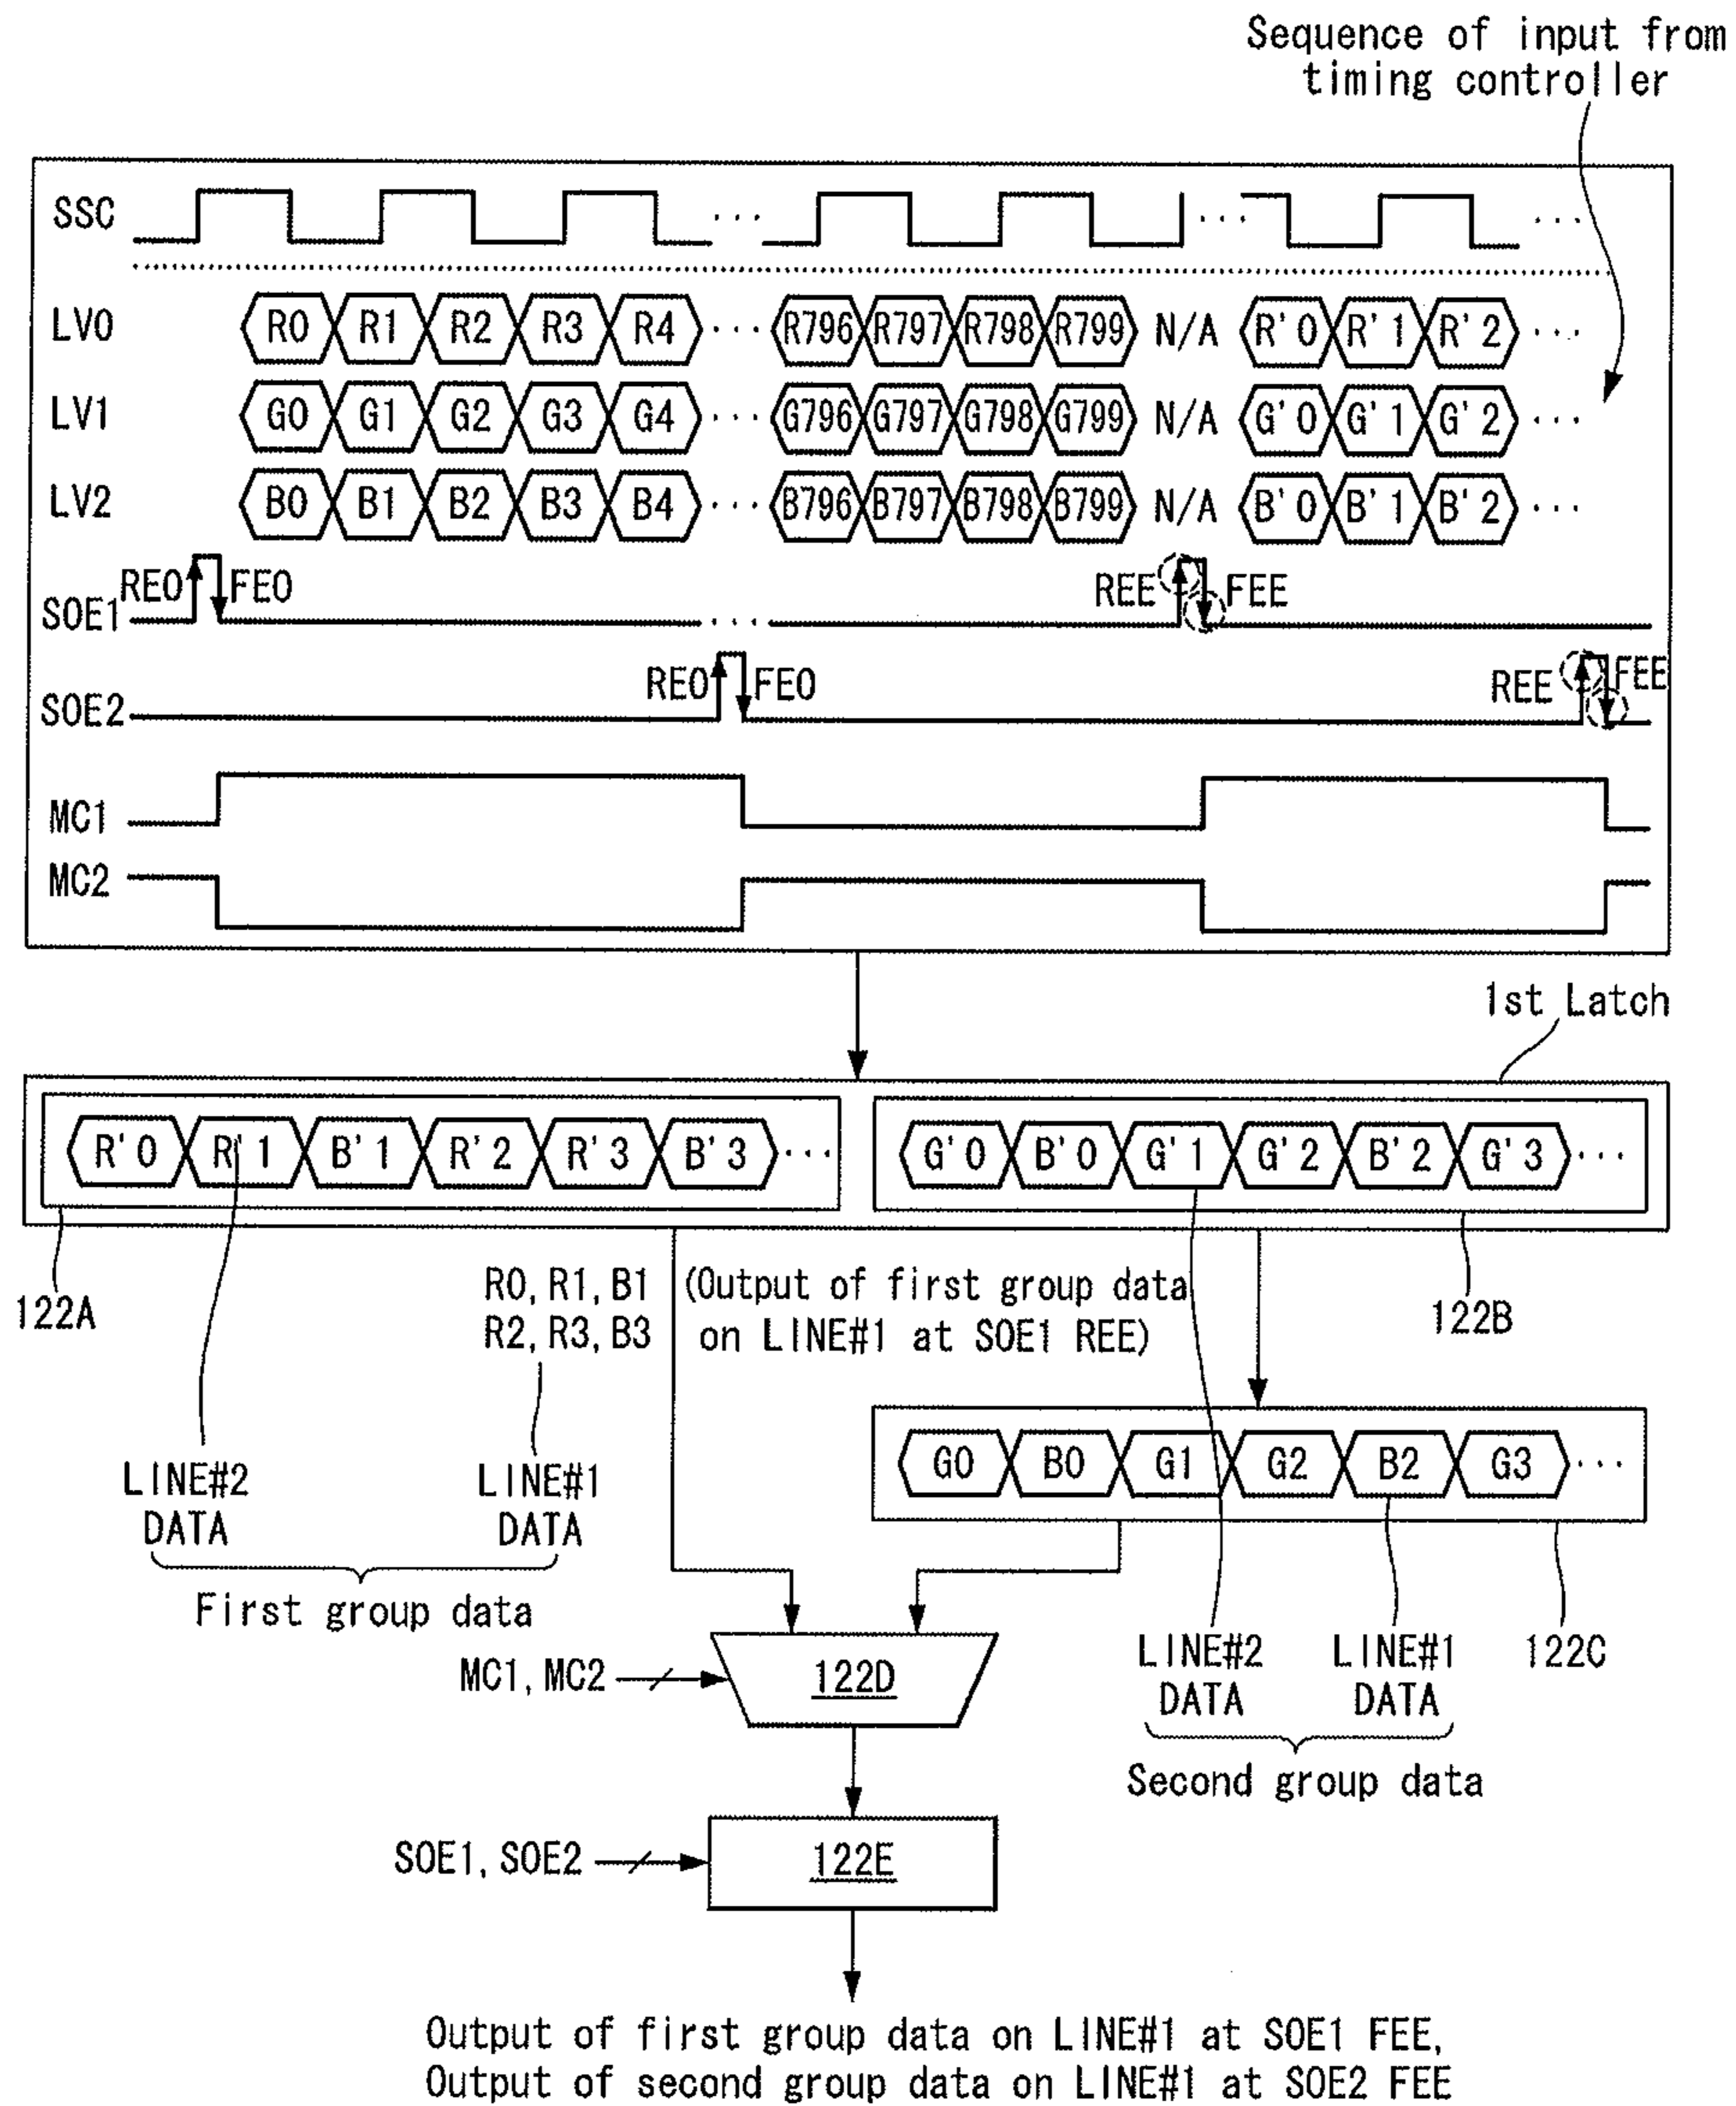 Sequence of input from
timing controller
SSC ... ... ...
LV0 R0 R1 R2 R3 R4 ... R796 R797 R798 R799 N/A R'0 R'1 R'2 ...
LV1 G0 G1 G2 G3 G4 ... G796 G797 G798 G799 N/A G'0 G'1 G'2 ...
LV2 B0 B1 B2 B3 B4 ... B796 B797 B798 B799 N/A B'0 B'1 B'2 ...
SOE1 REO FEO ... REE FEE
SOE2 REO FEO REE FEE
MC1
MC2
1st Latch
R'0 R'1 B'1 R'2 R'3 B'3 ... G'0 B'0 G'1 G'2 B'2 G'3 ...
122A
R0, R1, B1 (Output of first group data
R2, R3, B3 on LINE#1 at SOE1 REE)
122B
G0 B0 G1 G2 B2 G3 ...
LINE#2
DATA
LINE#1
DATA
First group data
LINE#2
DATA
LINE#1
DATA
122C
Second group data
MC1, MC2
122D
SOE1, SOE2
122E
Output of first group data on LINE#1 at SOE1 FEE,
Output of second group data on LINE#1 at SOE2 FEE